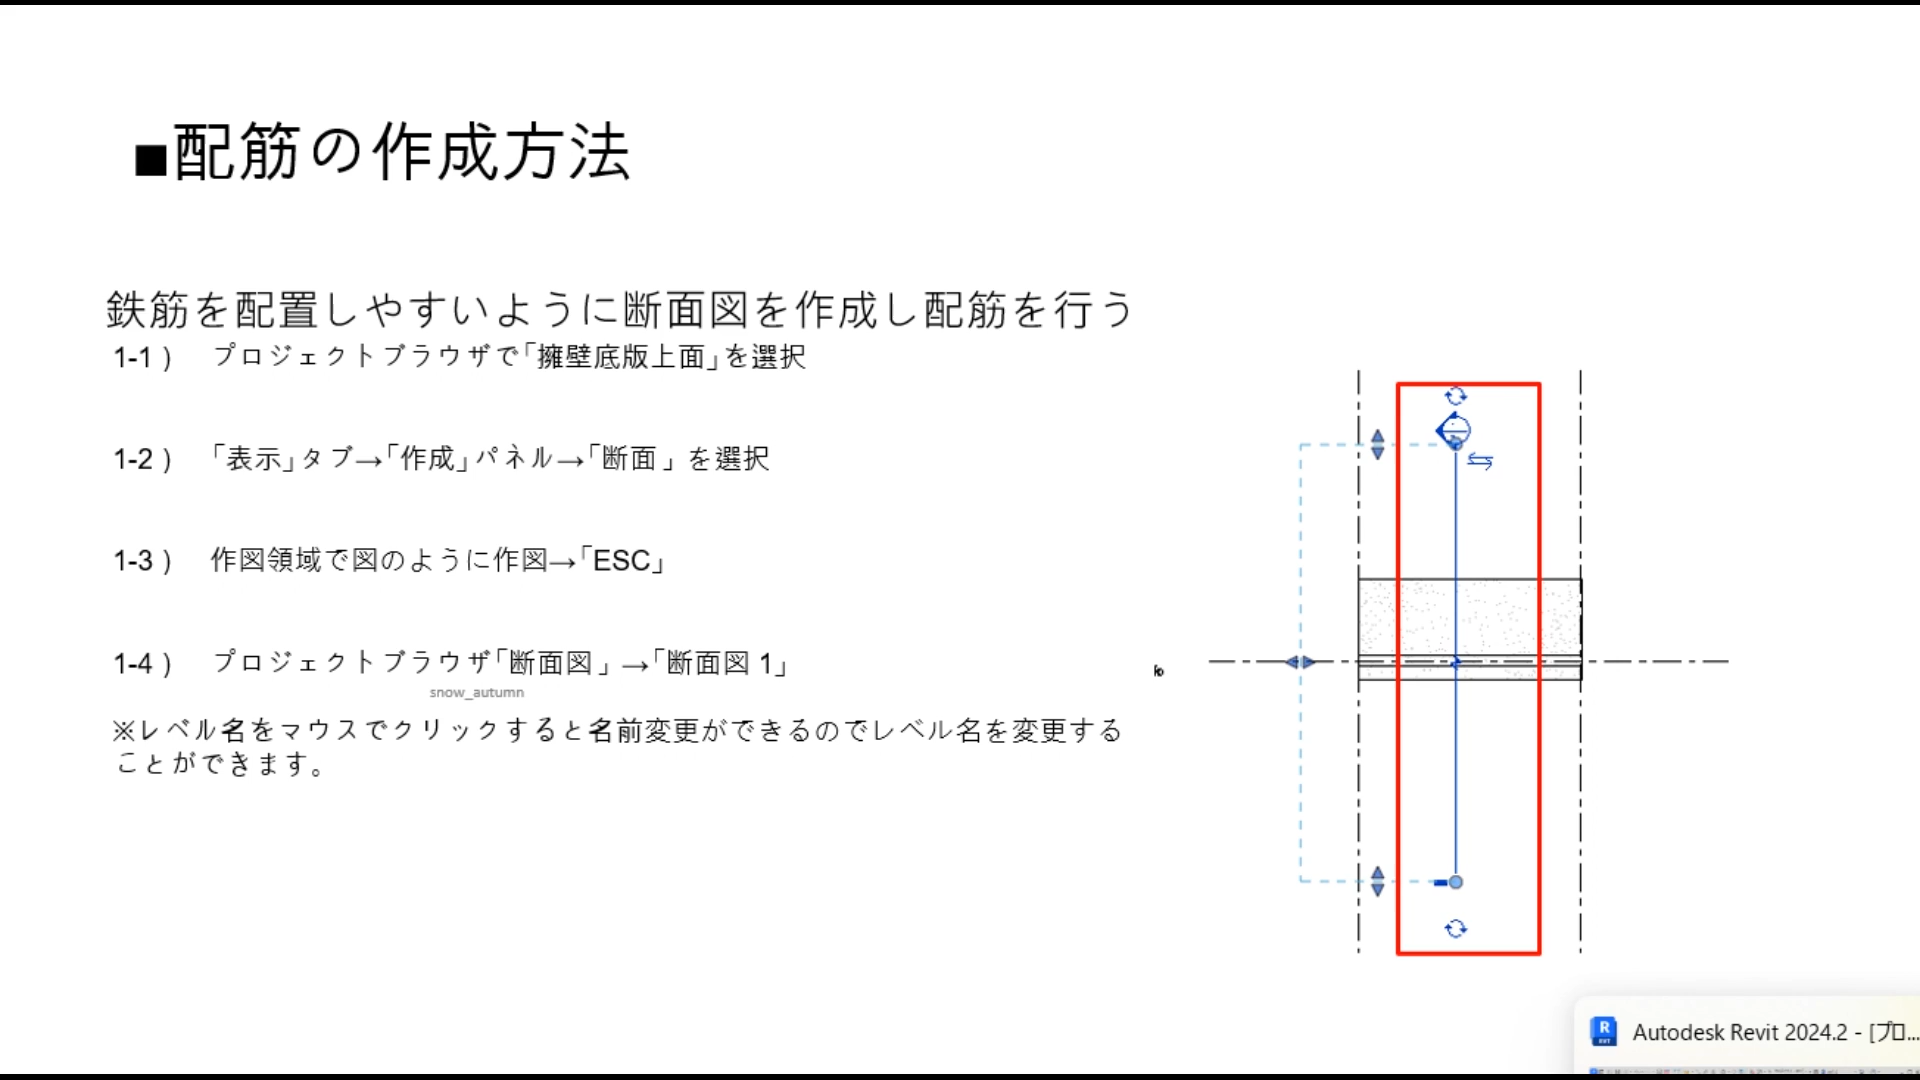 ■配筋の作成方法
鉄筋を配置しやすいように断面図を作成し配筋を行う
1-1） プロジェクトブラウザで「擁壁底版上面」を選択
1-2） 「表示」タブ→「作成」パネル→「断面」を選択
1-3） 作図領域で図のように作図→「ESC」
1-4） プロジェクトブラウザ「断面図」→「断面図 1」
snow_autumn
※レベル名をマウスでクリックすると名前変更ができるのでレベル名を変更する
ことができます。
Autodesk Revit 2024.2 - [プロ...